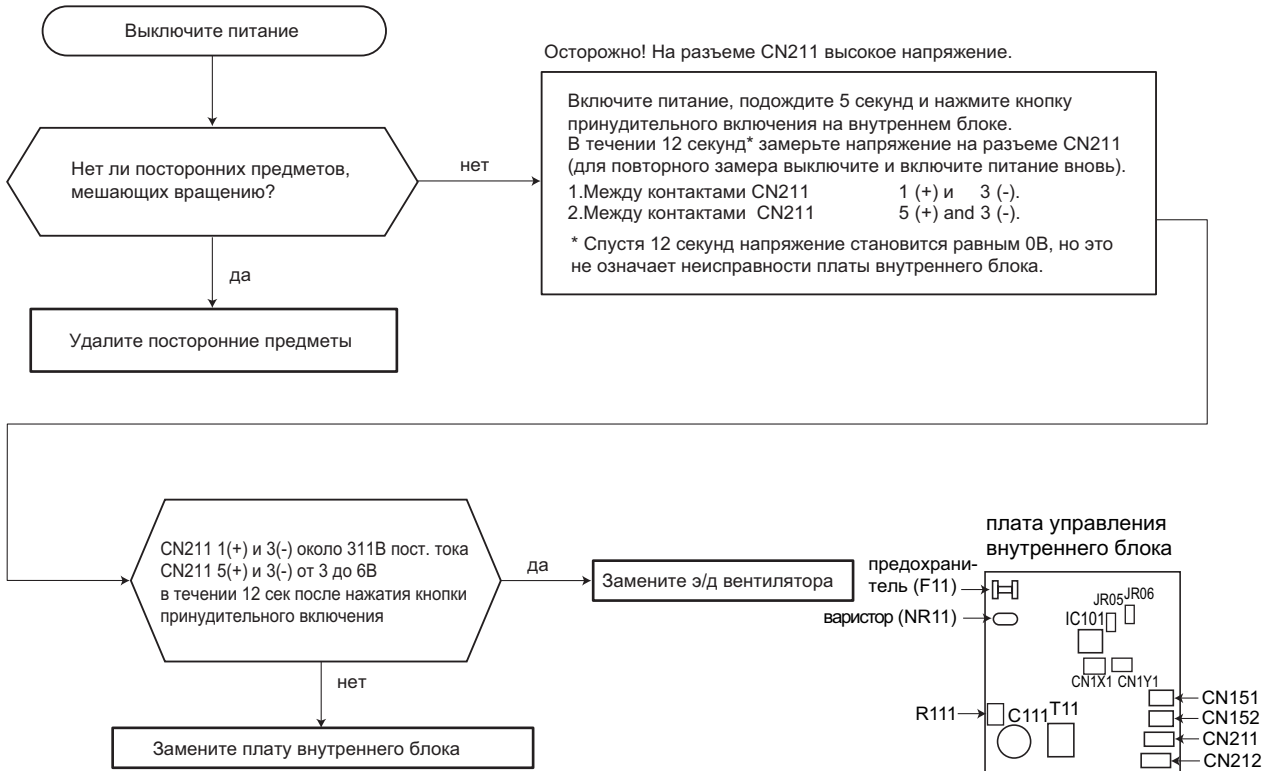 Выключите питание
Осторожно! На разъеме CN211 высокое напряжение.
Нет ли посторонних предметов,
мешающих вращению?
нет
да
Удалите посторонние предметы
Включите питание, подождите 5 секунд и нажмите кнопку
принудительного включения на внутреннем блоке.
В течении 12 секунд* замерьте напряжение на разъеме CN211
(для повторного замера выключите и включите питание вновь).
1.Между контактами CN211 1 (+) и 3 (-).
2.Между контактами CN211 5 (+) and 3 (-).
* Спустя 12 секунд напряжение становится равным 0В, но это
не означает неисправности платы внутреннего блока.
CN211 1(+) и 3(-) около 311В пост. тока
CN211 5(+) и 3(-) от 3 до 6В
в течении 12 сек после нажатия кнопки
принудительного включения
да
Замените э/д вентилятора
нет
Замените плату внутреннего блока
плата управления
внутреннего блока
предохрани-
тель (F11)
варистор (NR11)
JR05
JR06
IC101
CN1X1
CN1Y1
R111
C111
T11
CN151
CN152
CN211
CN212